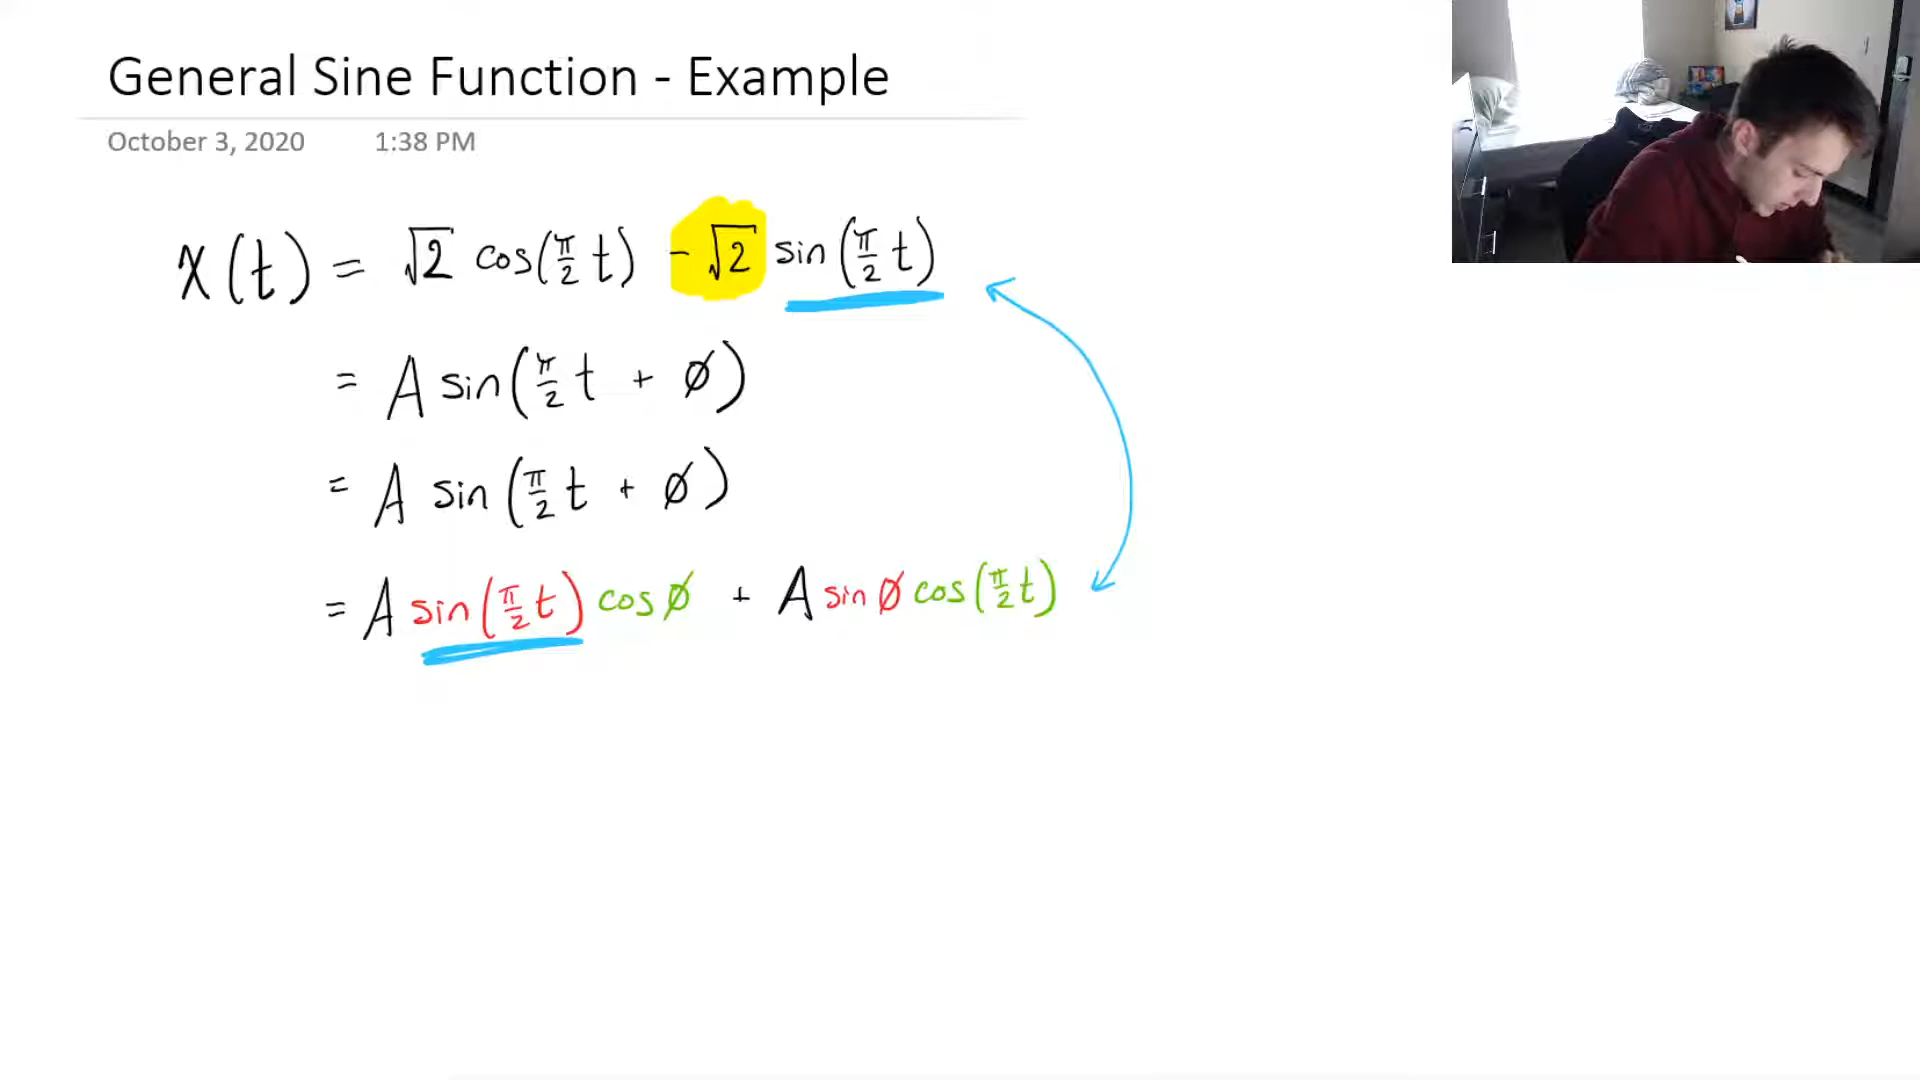 General Sine Function - Example
October 3, 2020 1:38 PM
x(t) = √2 cos(π/2 t) - √2 sin(π/2 t)
= A sin(π/2 t + ø)
= A sin(π/2 t + ø)
= A sin(π/2 t) cos ø + A sin ø cos(π/2 t)